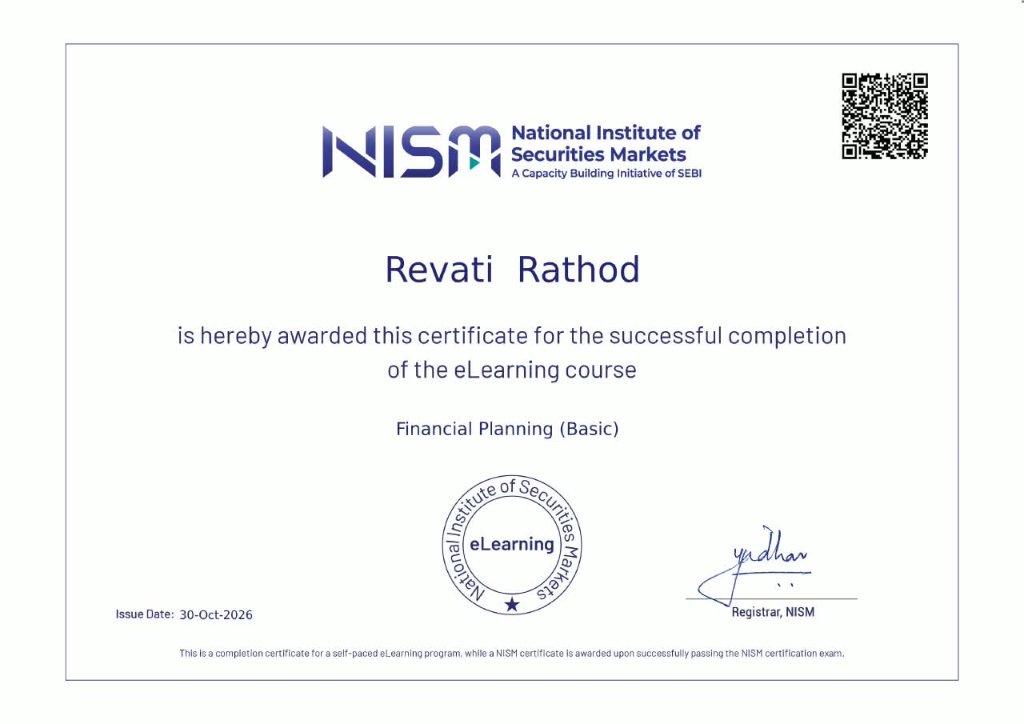 NISM
National Institute of
Securities Markets
A Capacity Building Initiative of SEBI
Revati Rathod
is hereby awarded this certificate for the successful completion
of the eLearning course
Financial Planning (Basic)
National Institute of Securities Markets
eLearning
Issue Date: 30-Oct-2026
Registrar, NISM
This is a completion certificate for a self-paced eLearning program, while a NISM certificate is awarded upon successfully passing the NISM certification exam.